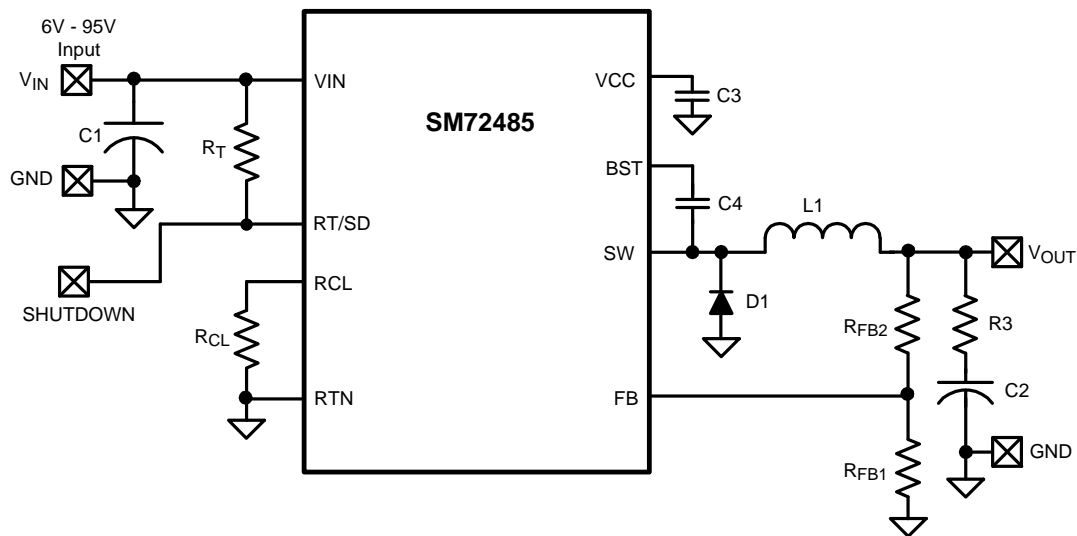 6V - 95V
Input
VIN
C1
GND
RT
SHUTDOWN
RCL
VIN
RT/SD
RCL
RTN
SM72485
VCC
BST
SW
FB
C3
C4
L1
D1
RFB2
R3
C2
RFB1
VOUT
GND